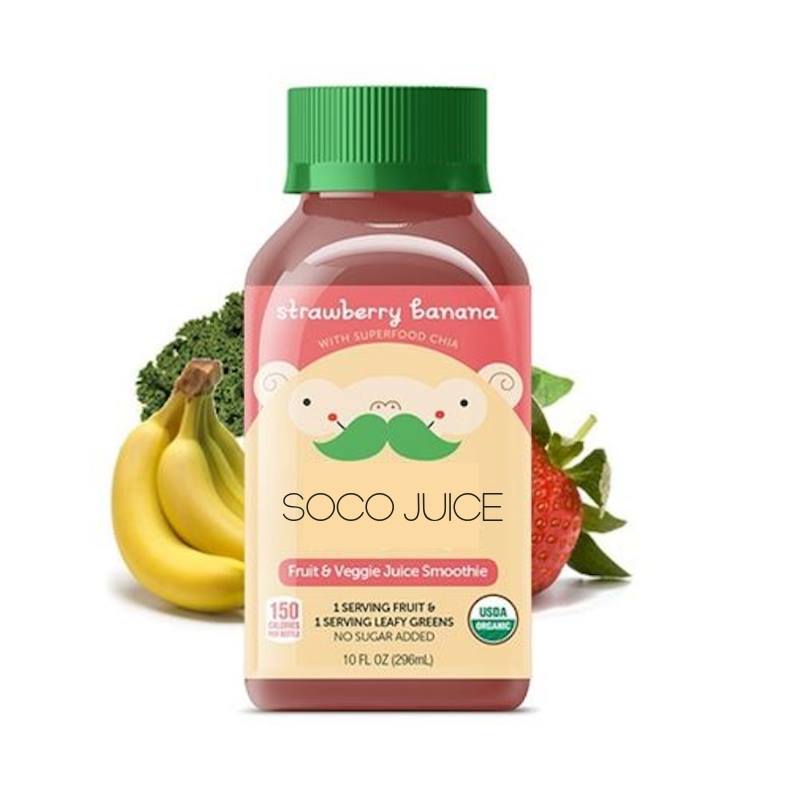 strawberry banana
WITH SUPERFOOD CHIA
SOCO JUICE
Fruit & Veggie Juice Smoothie
150
CALORIES
PER BOTTLE
1 SERVING FRUIT &
1 SERVING LEAFY GREENS
NO SUGAR ADDED
USDA
ORGANIC
10 FL OZ (296mL)